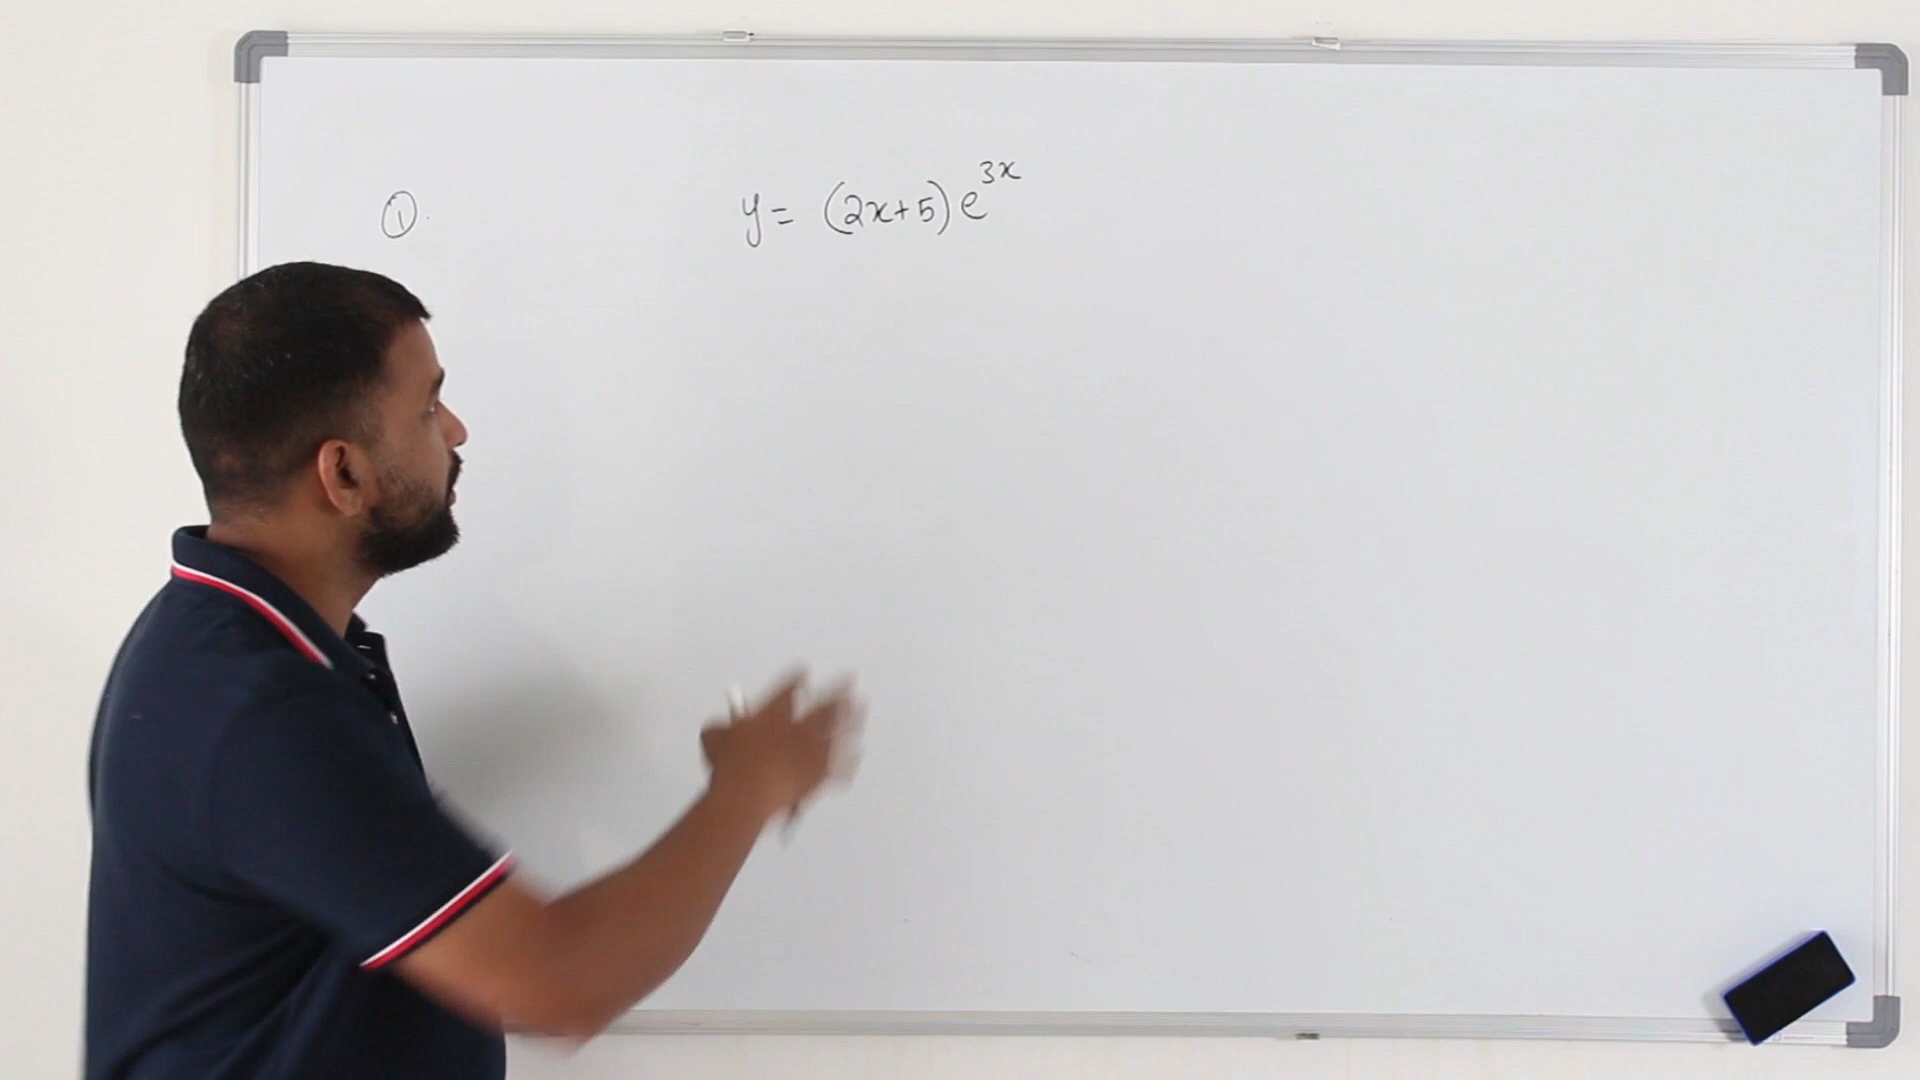 ① y = (2x+5)e^{3x}